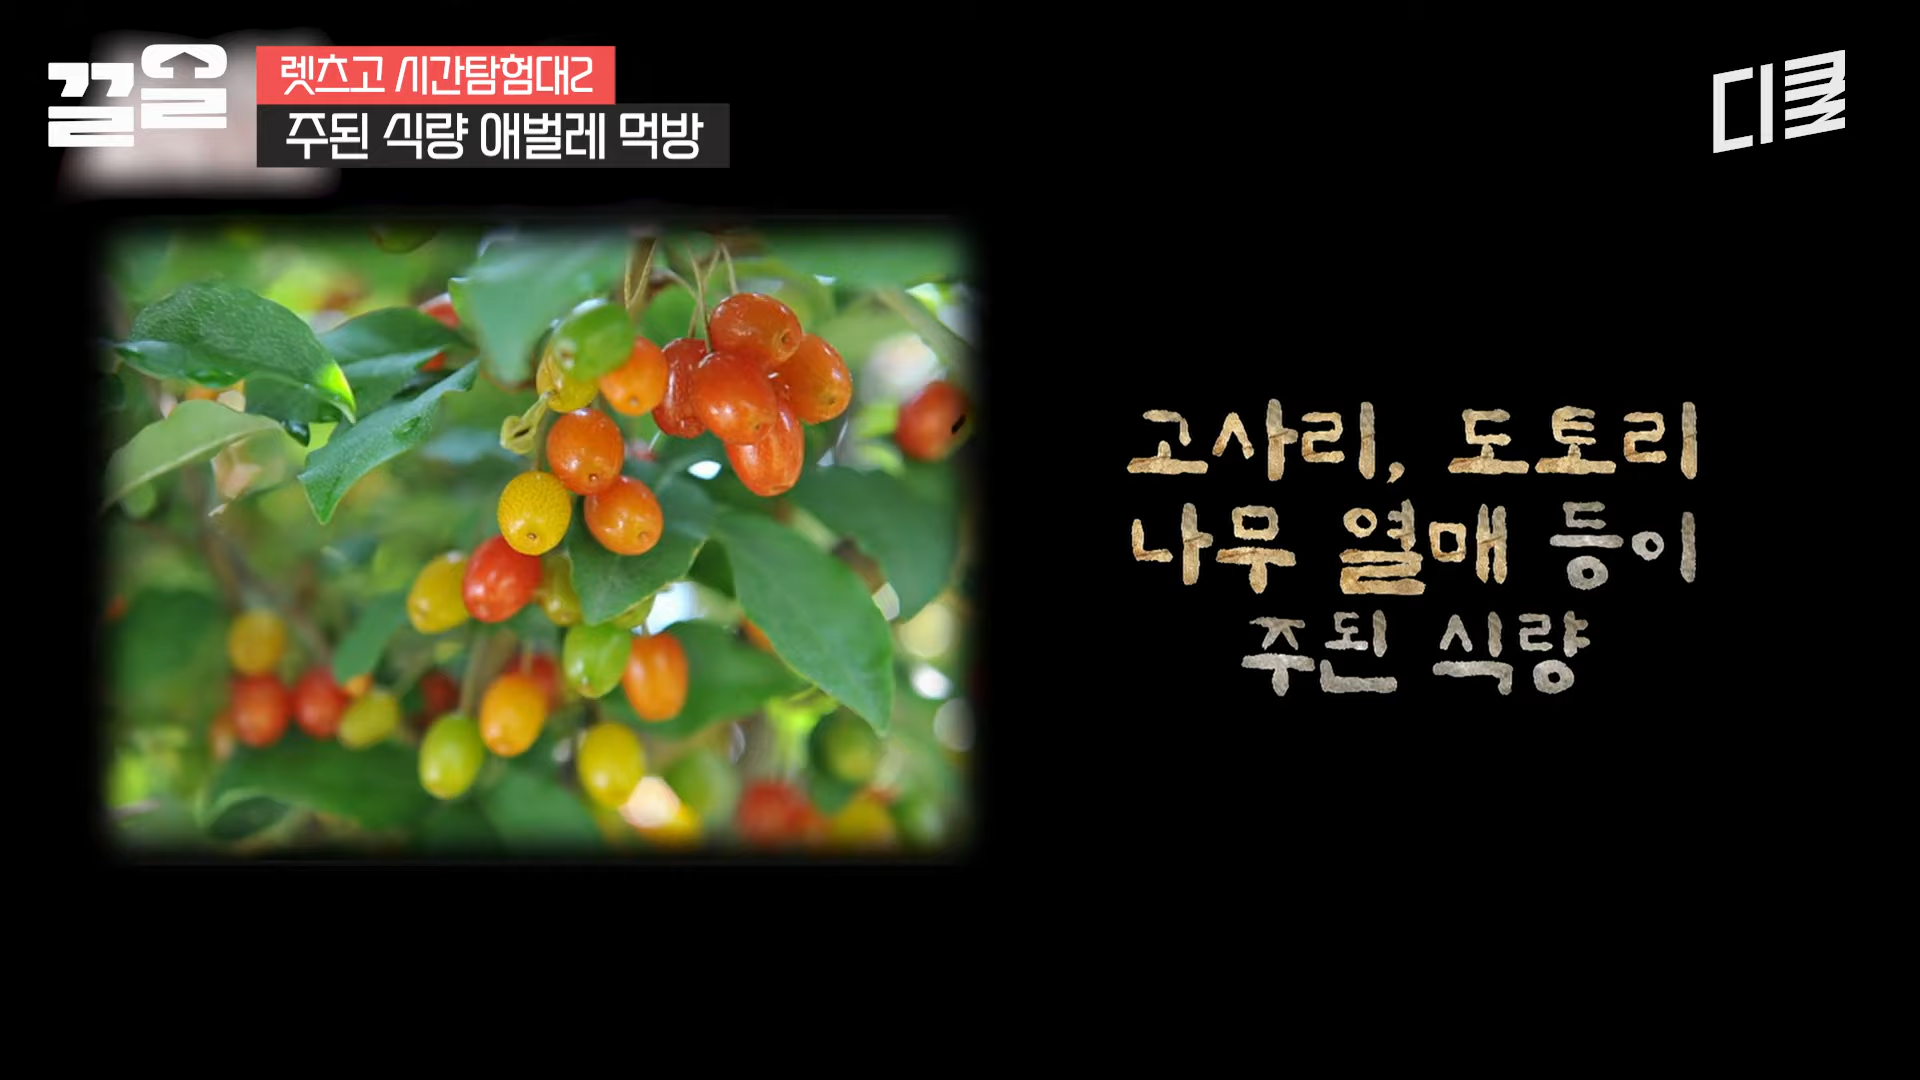 끌올
렛츠고 시간탐험대2
주된 식량 애벌레 먹방
디클
고사리, 도토리
나무 열매 등이
주된 식량